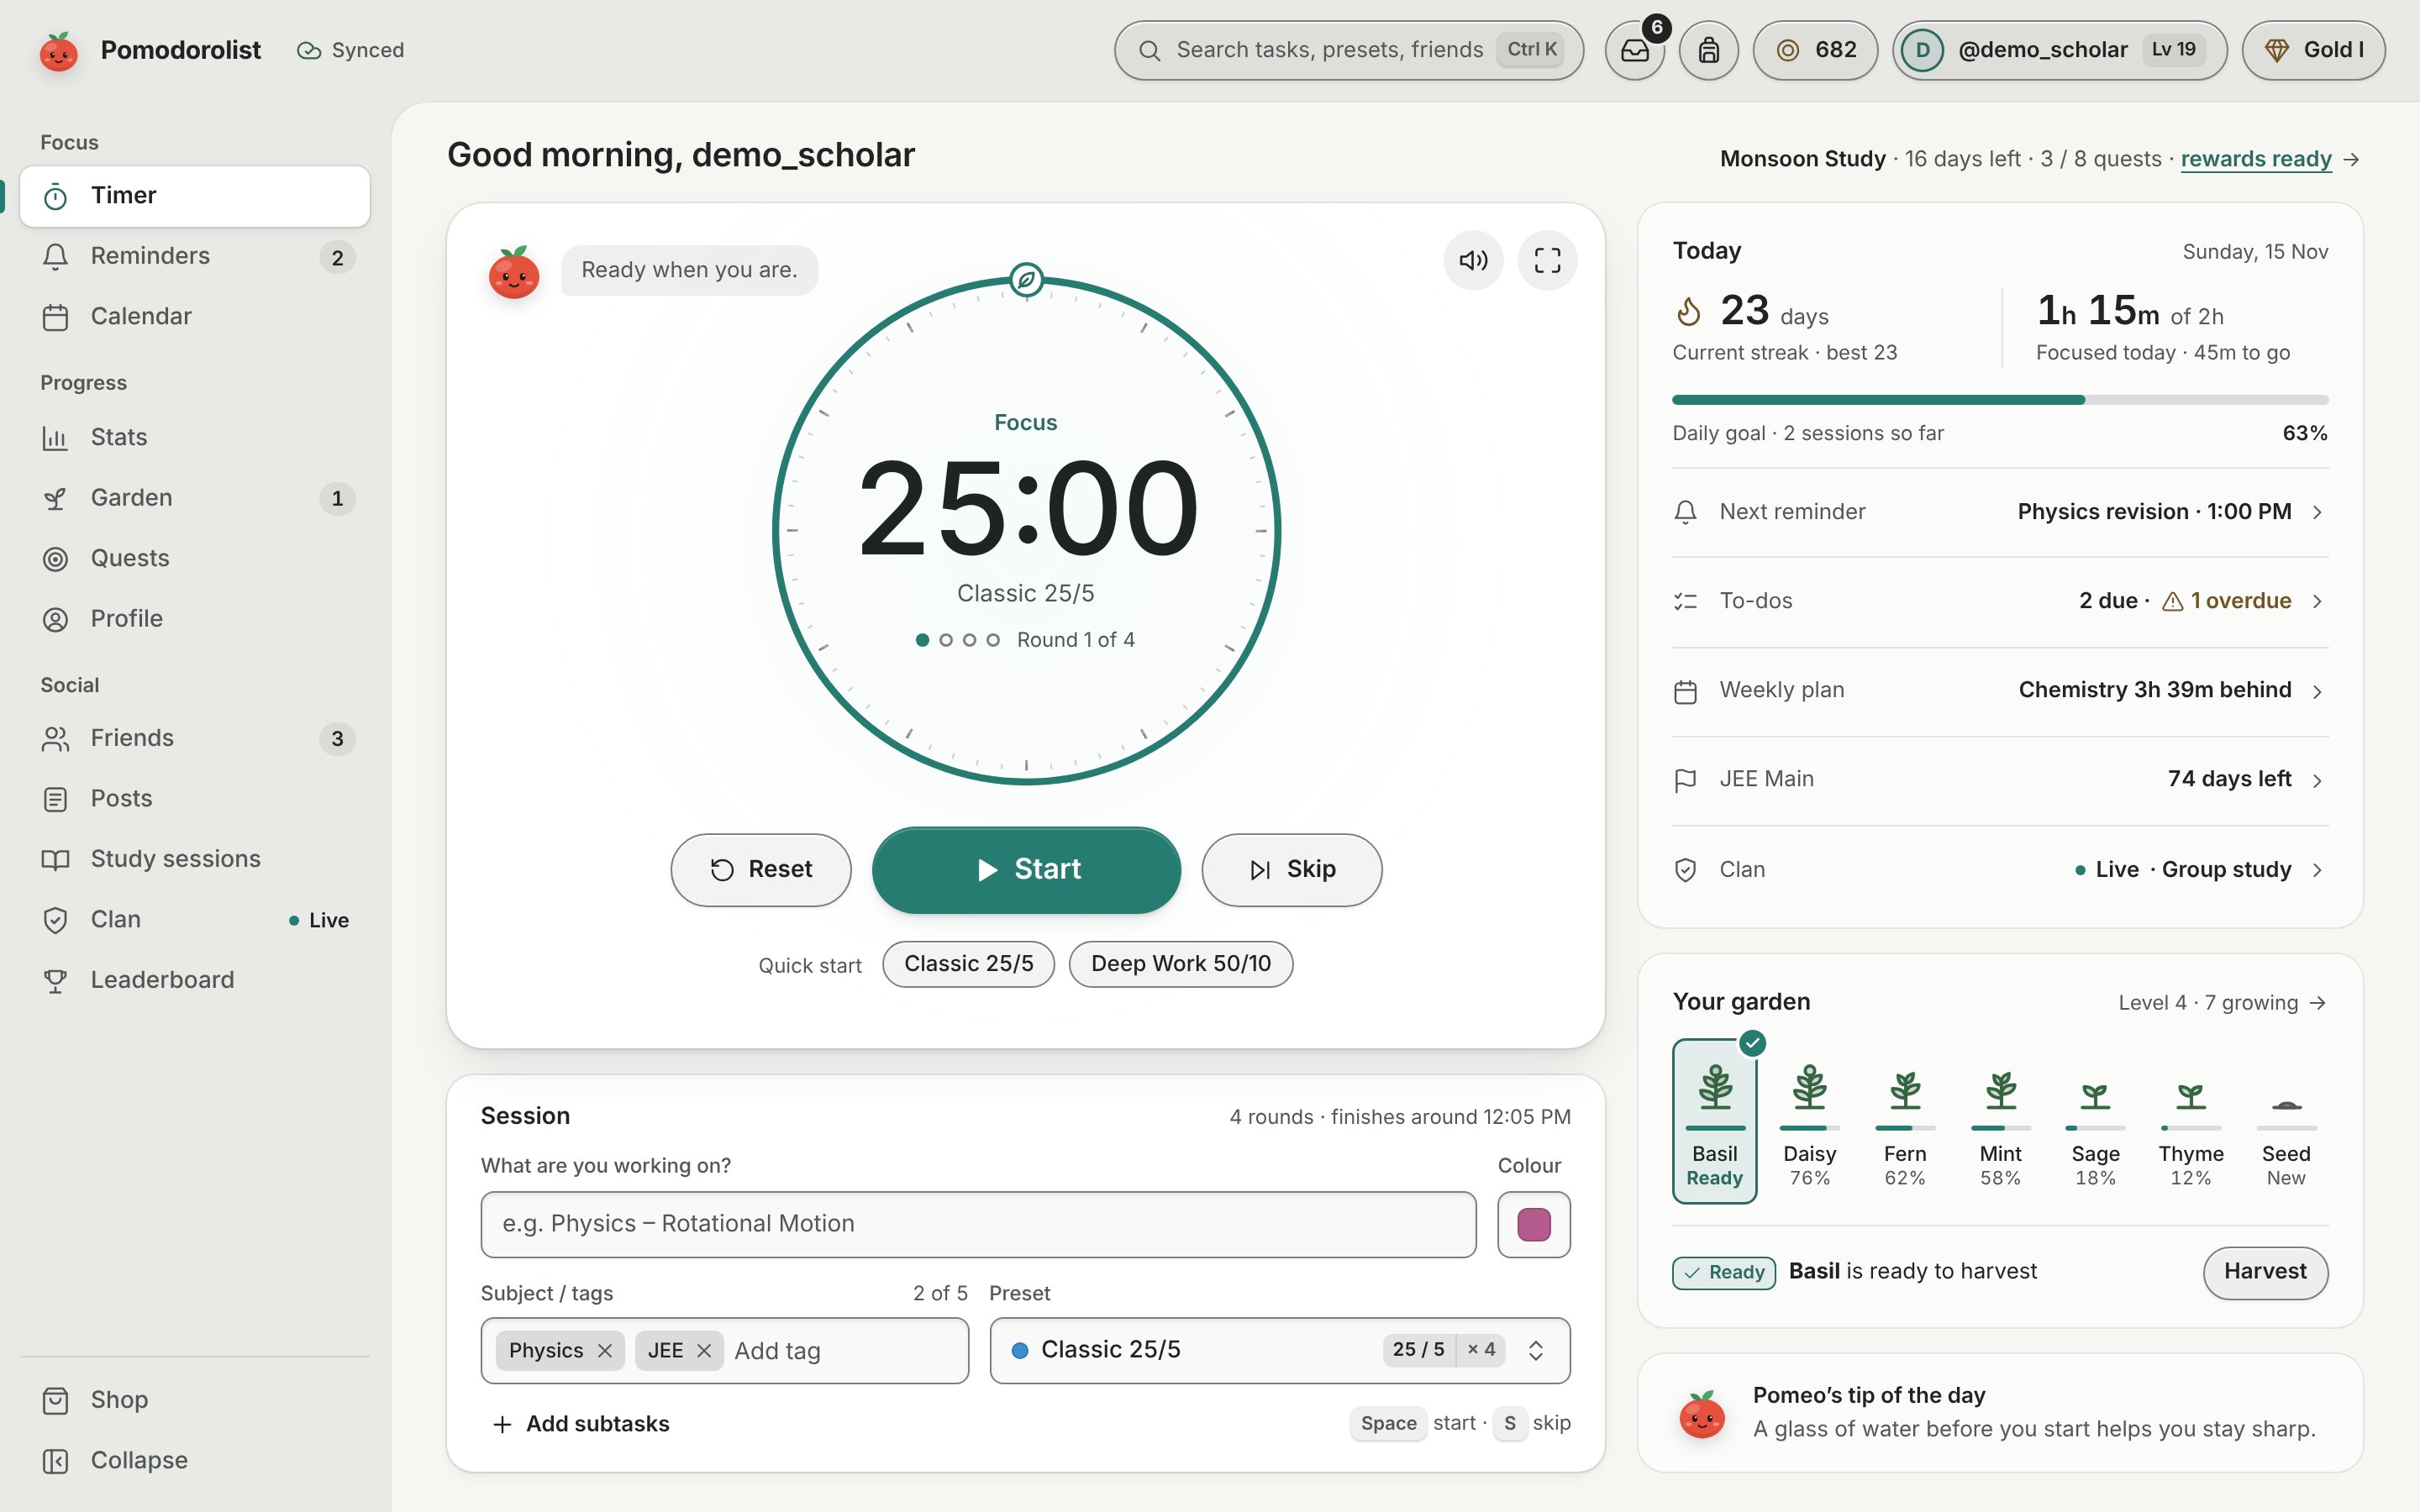 Pomodorolist
Synced
Search tasks, presets, friends Ctrl K
6
682
D @demo_scholar Lv 19
Gold I
Focus
Timer
Reminders 2
Calendar
Progress
Stats
Garden 1
Quests
Profile
Social
Friends 3
Posts
Study sessions
Clan Live
Leaderboard
Shop
Collapse
Good morning, demo_scholar
Monsoon Study · 16 days left · 3 / 8 quests · rewards ready →
Ready when you are.
Focus
25:00
Classic 25/5
Round 1 of 4
Reset
Start
Skip
Quick start Classic 25/5 Deep Work 50/10
Session
4 rounds · finishes around 12:05 PM
What are you working on?
Colour
e.g. Physics – Rotational Motion
Subject / tags 2 of 5
Preset
Physics JEE Add tag
Classic 25/5 25 / 5 × 4
Add subtasks
Space start · S skip
Today
Sunday, 15 Nov
23 days
Current streak · best 23
1h 15m of 2h
Focused today · 45m to go
Daily goal · 2 sessions so far 63%
Next reminder Physics revision · 1:00 PM
To-dos 2 due · 1 overdue
Weekly plan Chemistry 3h 39m behind
JEE Main 74 days left
Clan Live · Group study
Your garden
Level 4 · 7 growing →
Basil Daisy Fern Mint Sage Thyme Seed
Ready 76% 62% 58% 18% 12% New
Ready Basil is ready to harvest
Harvest
Pomeo’s tip of the day
A glass of water before you start helps you stay sharp.